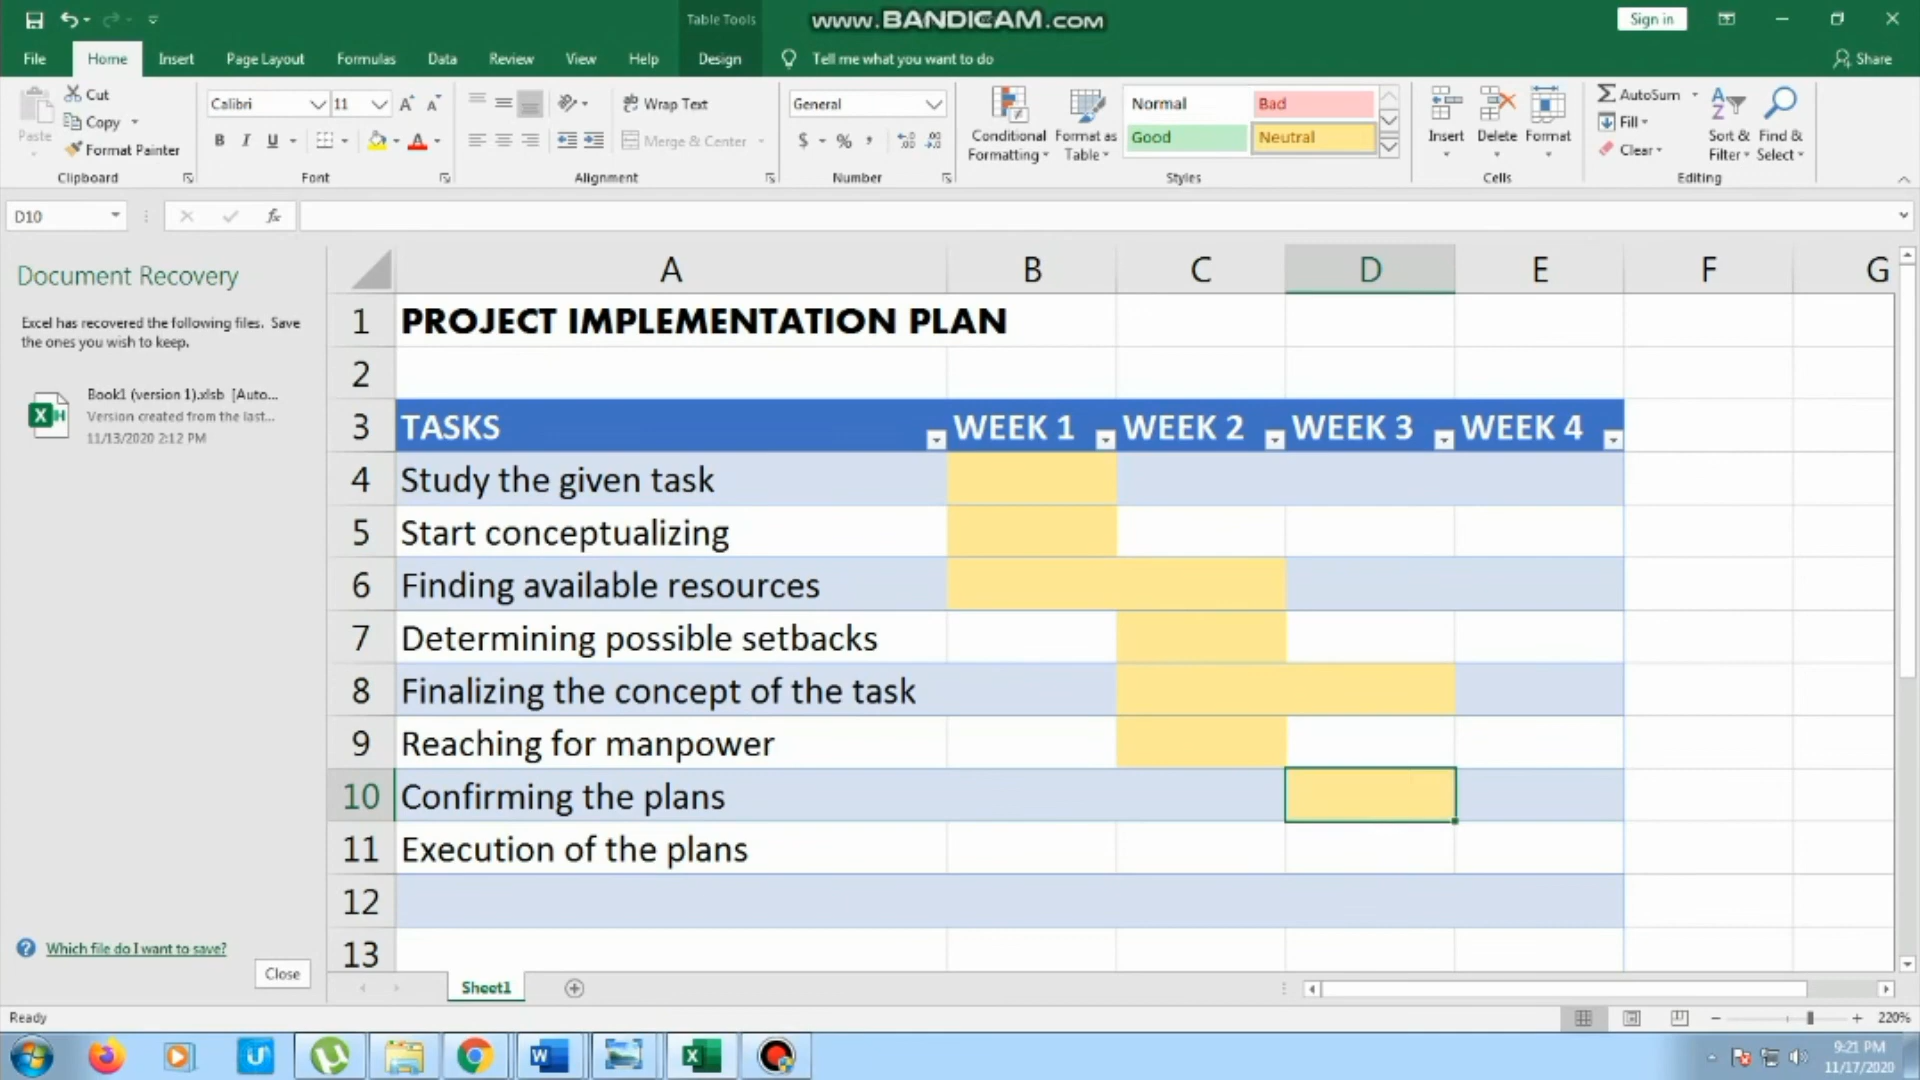 Table Tools
www.BANDICAM.com
Sign in
File Home Insert Page Layout Formulas Data Review View Help Design Tell me what you want to do Share
Paste
Cut
Copy
Format Painter
Clipboard
Calibri 11
B I U
Font
Wrap Text
Merge & Center
Alignment
General
$ % ,
Number
Conditional Formatting
Format as Table
Normal Bad
Good Neutral
Styles
Insert Delete Format
Cells
AutoSum
Fill
Clear
Sort & Filter
Find & Select
Editing
D10
fx
Document Recovery
Excel has recovered the following files. Save
the ones you wish to keep.
Book1 (version 1).xlsb [Auto...
Version created from the last...
11/13/2020 2:12 PM
Which file do I want to save?
Close
A B C D E F G
1 PROJECT IMPLEMENTATION PLAN
2
3 TASKS WEEK 1 WEEK 2 WEEK 3 WEEK 4
4 Study the given task
5 Start conceptualizing
6 Finding available resources
7 Determining possible setbacks
8 Finalizing the concept of the task
9 Reaching for manpower
10 Confirming the plans
11 Execution of the plans
12
13
Sheet1
Ready
220%
9:21 PM
11/17/2020